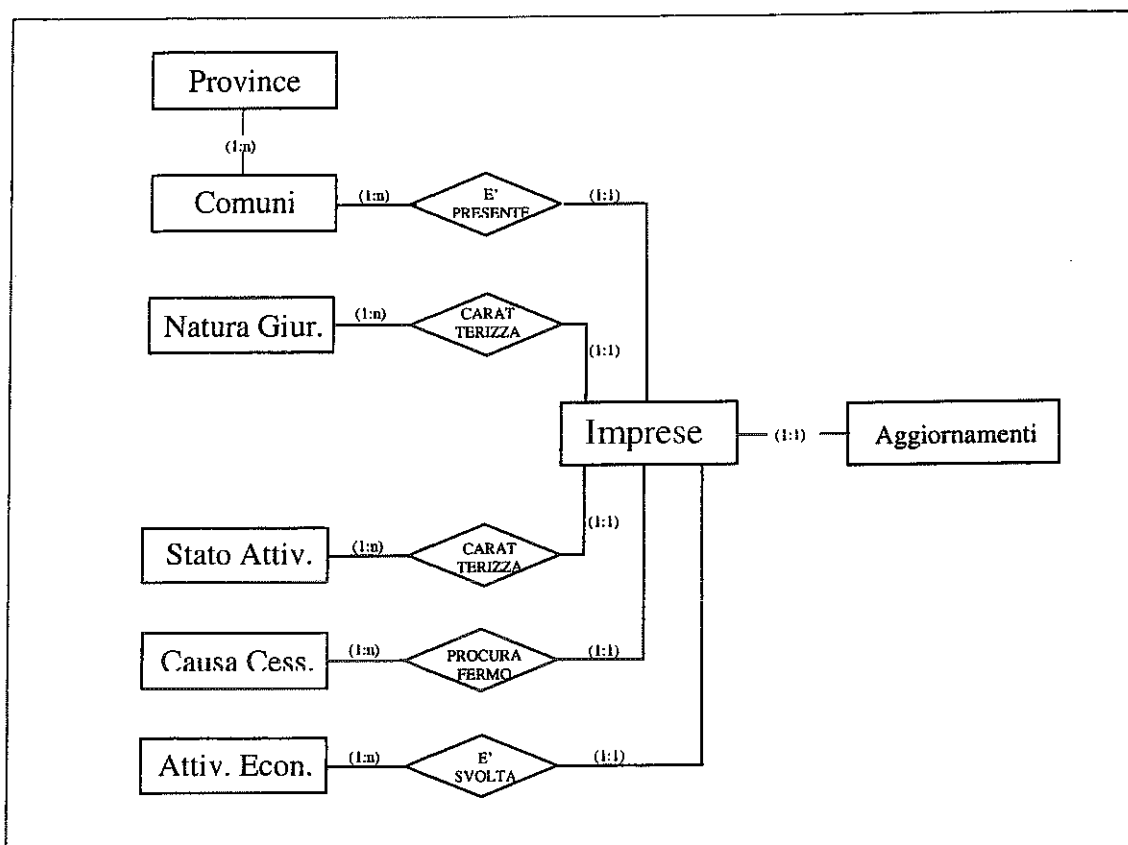 Province
(1:n)
Comuni
(1:n)
E'
PRESENTE
(1:1)
Natura Giur.
(1:n)
CARAT
TERIZZA
(1:1)
Imprese
(1:1)
Aggiornamenti
Stato Attiv.
(1:n)
CARAT
TERIZZA
(1:1)
Causa Cess.
(1:n)
PROCURA
FERMO
(1:1)
Attiv. Econ.
(1:n)
E'
SVOLTA
(1:1)